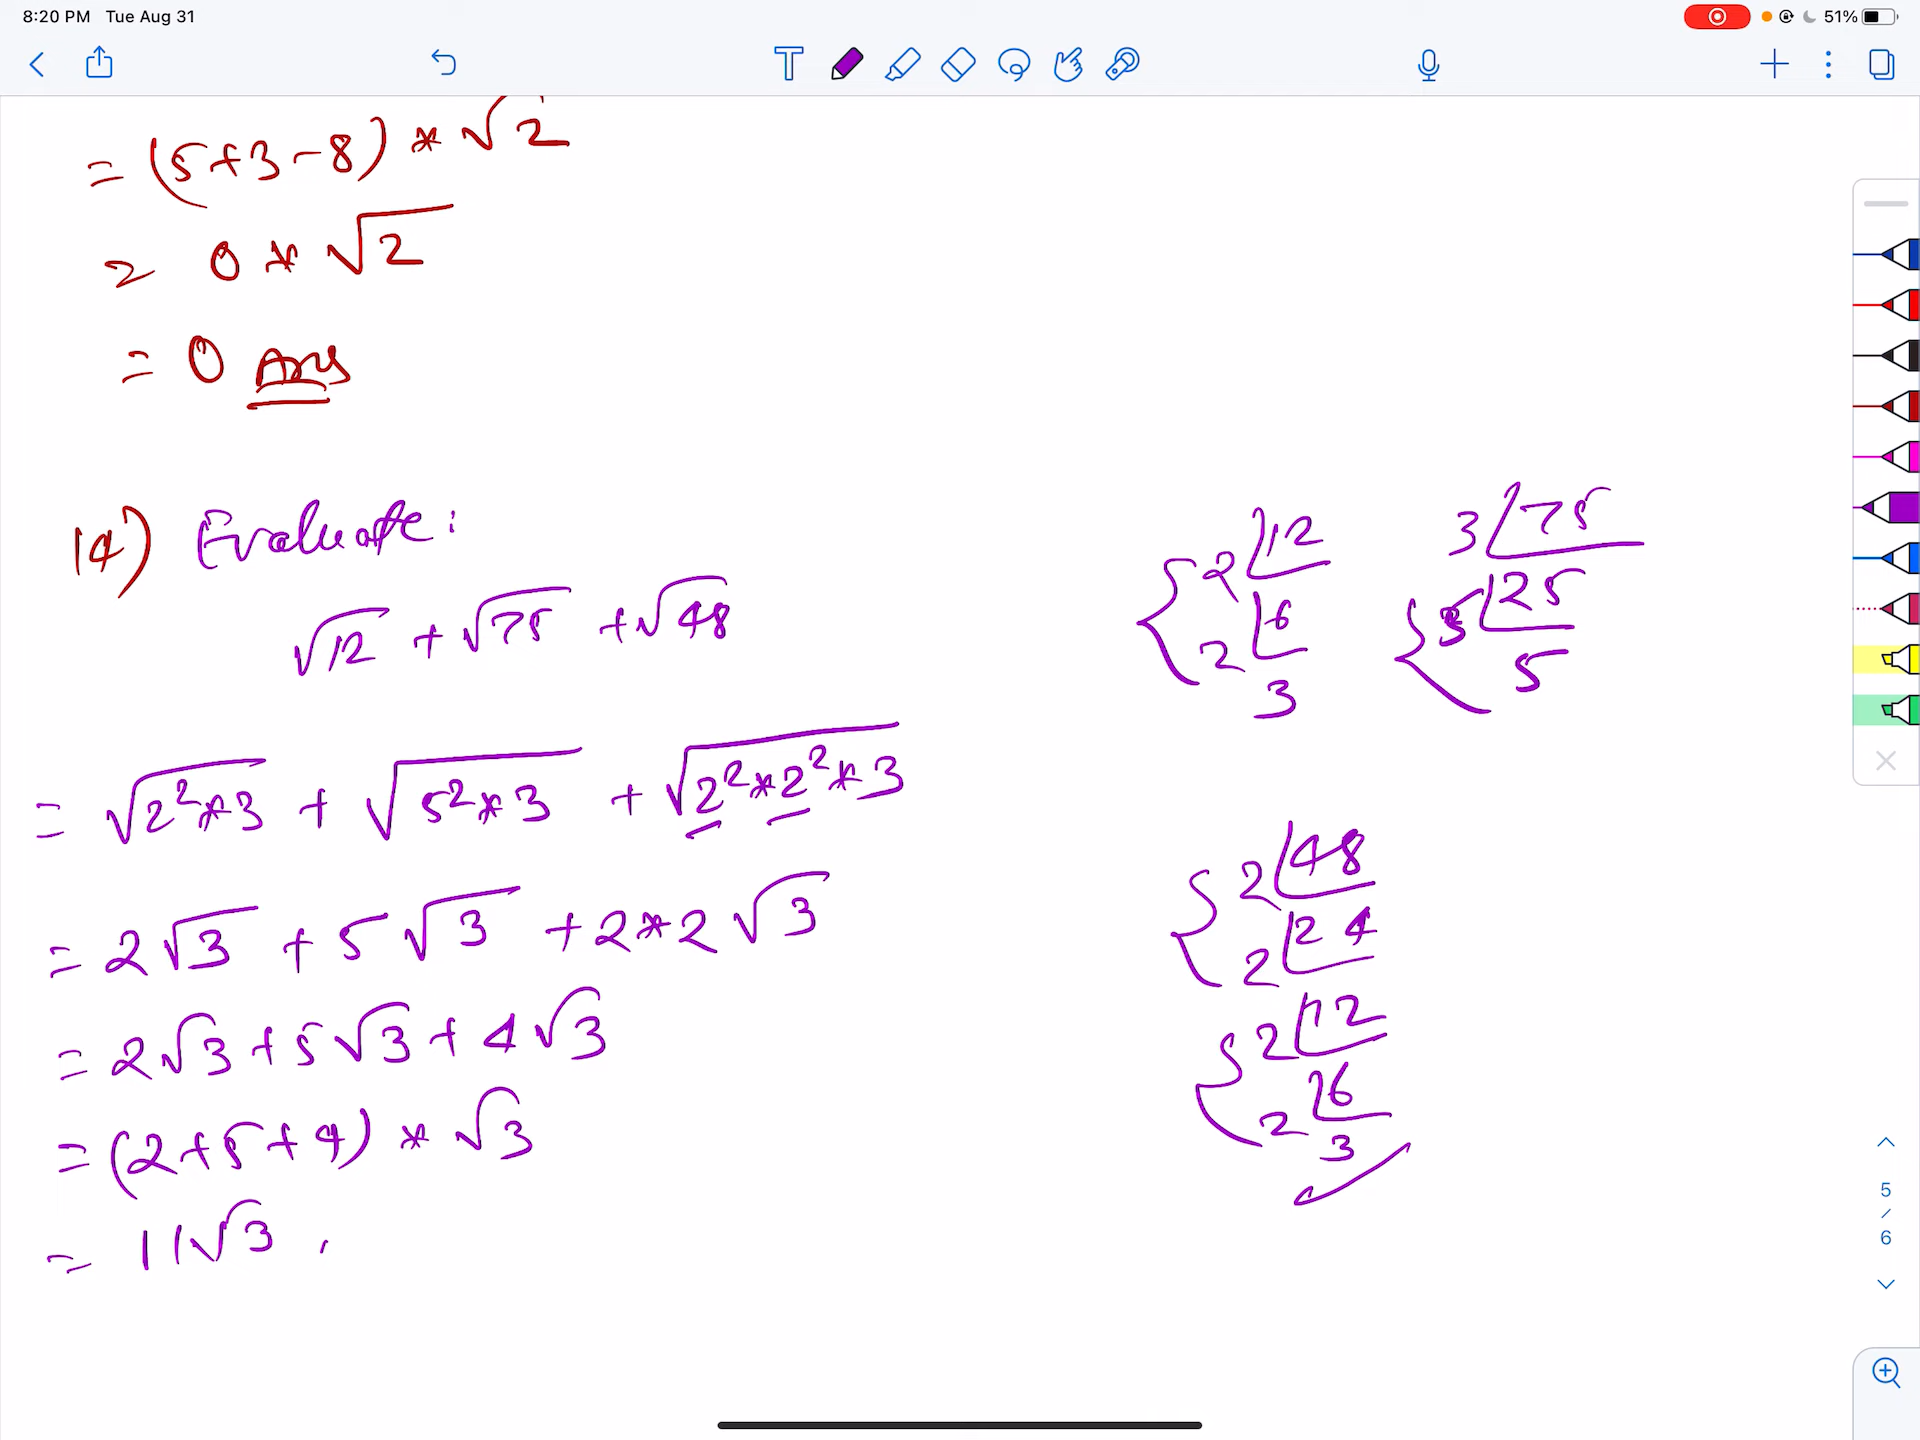 8:20 PM Tue Aug 31
51%
= (5+3-8) * √2
= 0 * √2
= 0 Ans
14) Evaluate:
√12 + √75 + √48
= √2²*3 + √5²*3 + √2²*2²*3
= 2√3 + 5√3 + 2*2√3
= 2√3 + 5√3 + 4√3
= (2+5+4) * √3
= 11√3 .
2 12
2 6
3
3 75
5 25
5
2 48
2 24
2 12
2 6
3
5
/
6